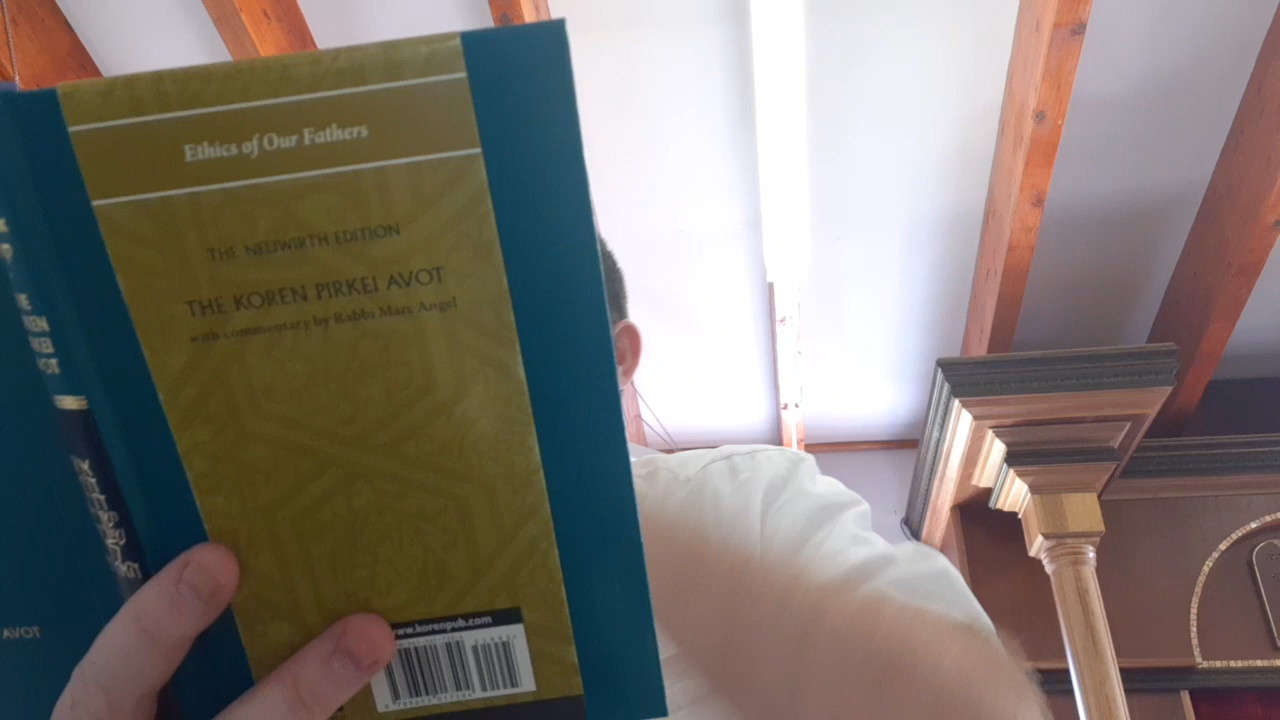 Ethics of Our Fathers
THE NEUWIRTH EDITION
THE KOREN PIRKEI AVOT
with commentary by Rabbi Marc Angel
www.korenpub.com
AVOT